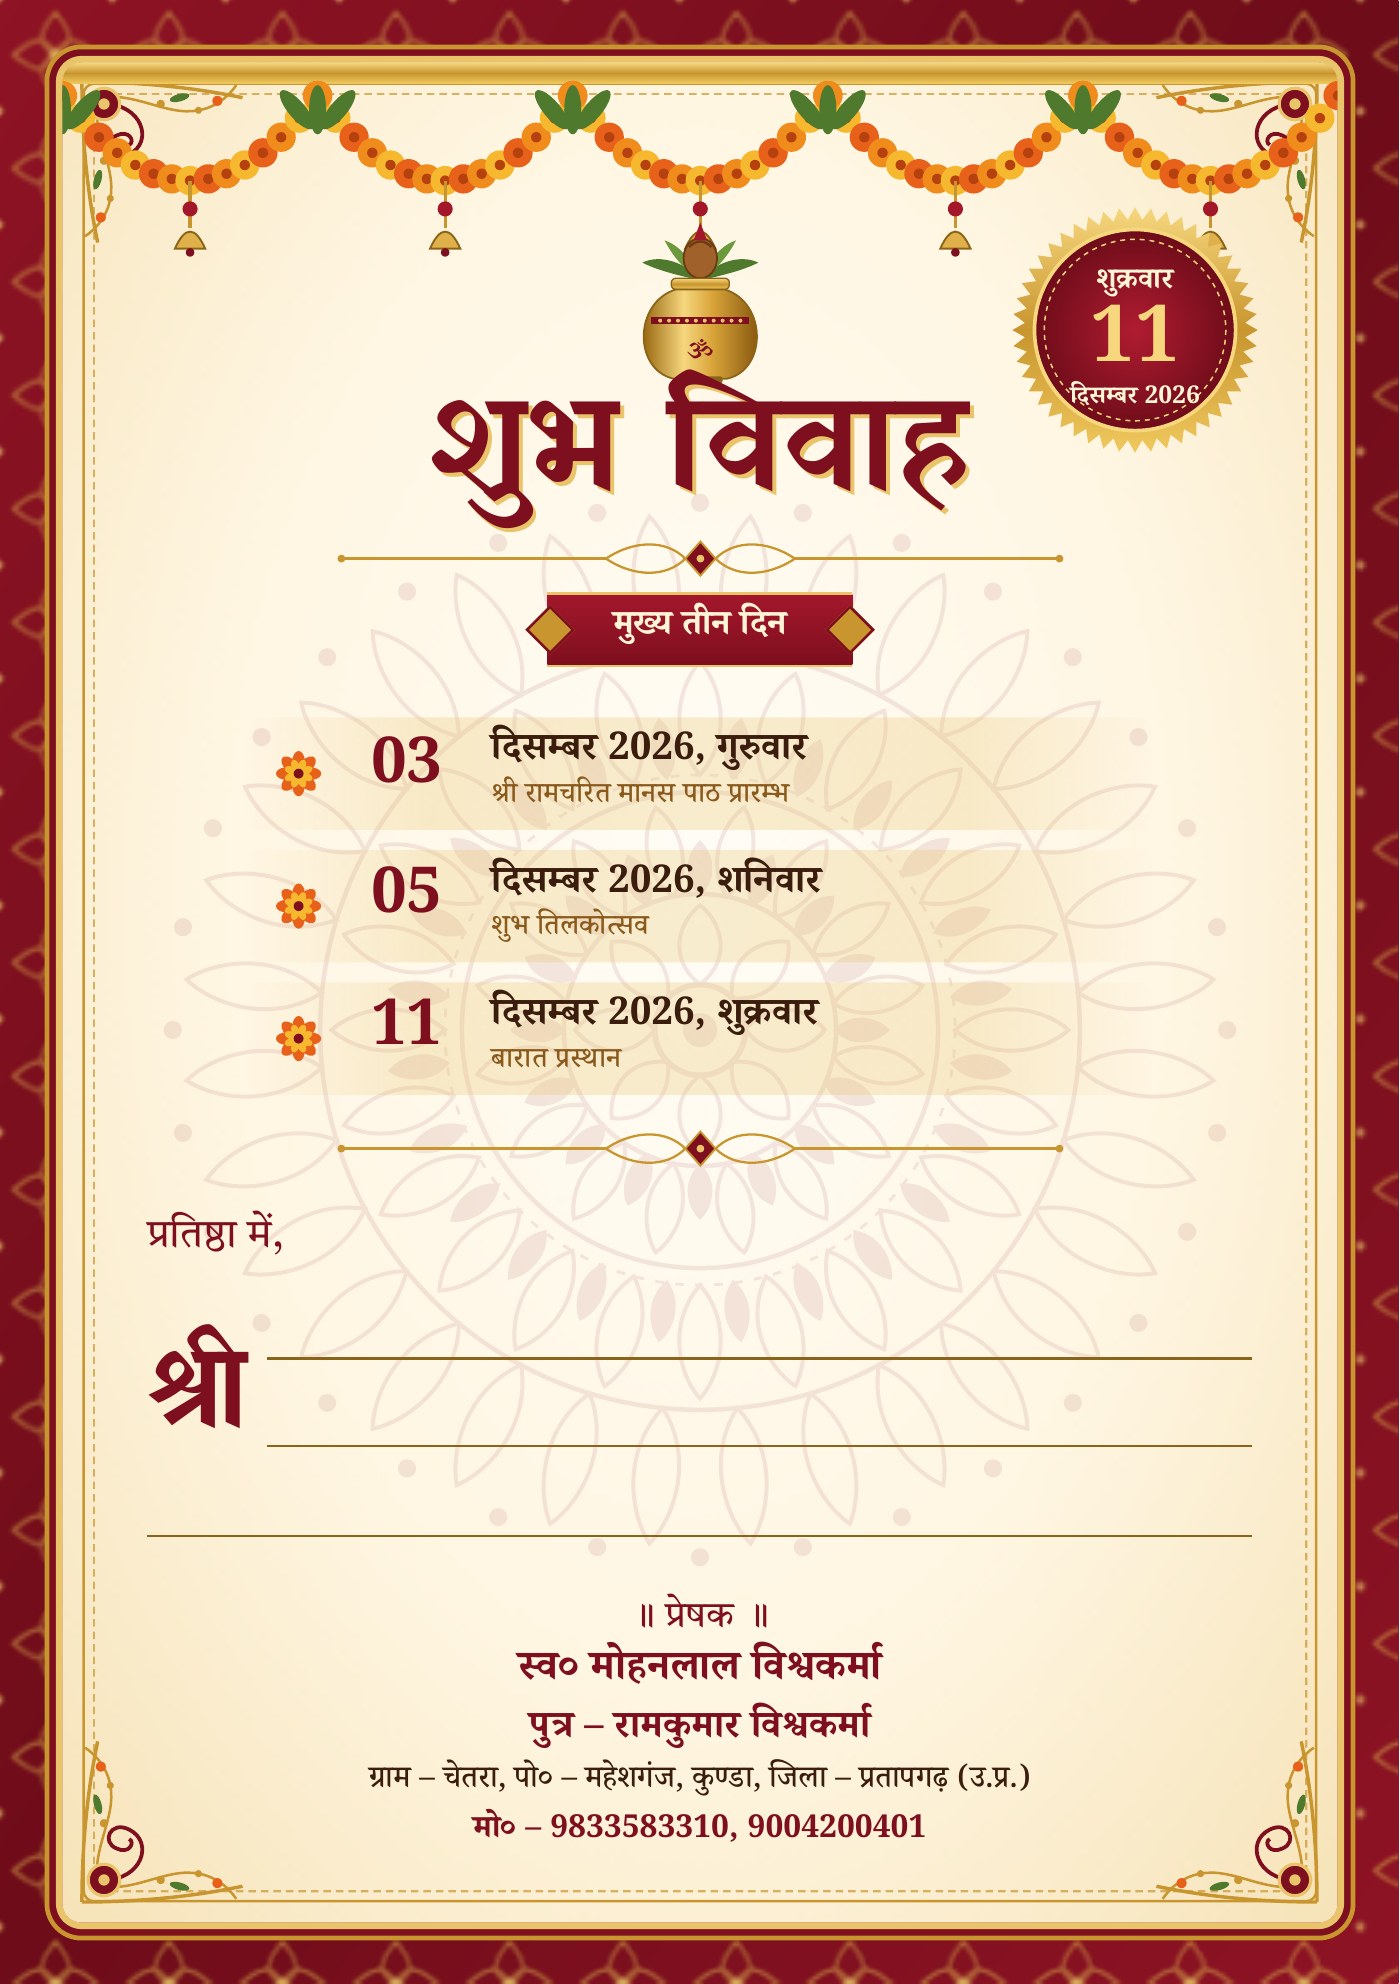 शुक्रवार
11
दिसम्बर 2026
ॐ
शुभ विवाह
मुख्य तीन दिन
03 दिसम्बर 2026, गुरुवार
श्री रामचरित मानस पाठ प्रारम्भ
05 दिसम्बर 2026, शनिवार
शुभ तिलकोत्सव
11 दिसम्बर 2026, शुक्रवार
बारात प्रस्थान
प्रतिष्ठा में,
श्री
॥ प्रेषक ॥
स्व० मोहनलाल विश्वकर्मा
पुत्र – रामकुमार विश्वकर्मा
ग्राम – चेतरा, पो० – महेशगंज, कुण्डा, जिला – प्रतापगढ़ (उ.प्र.)
मो० – 9833583310, 9004200401